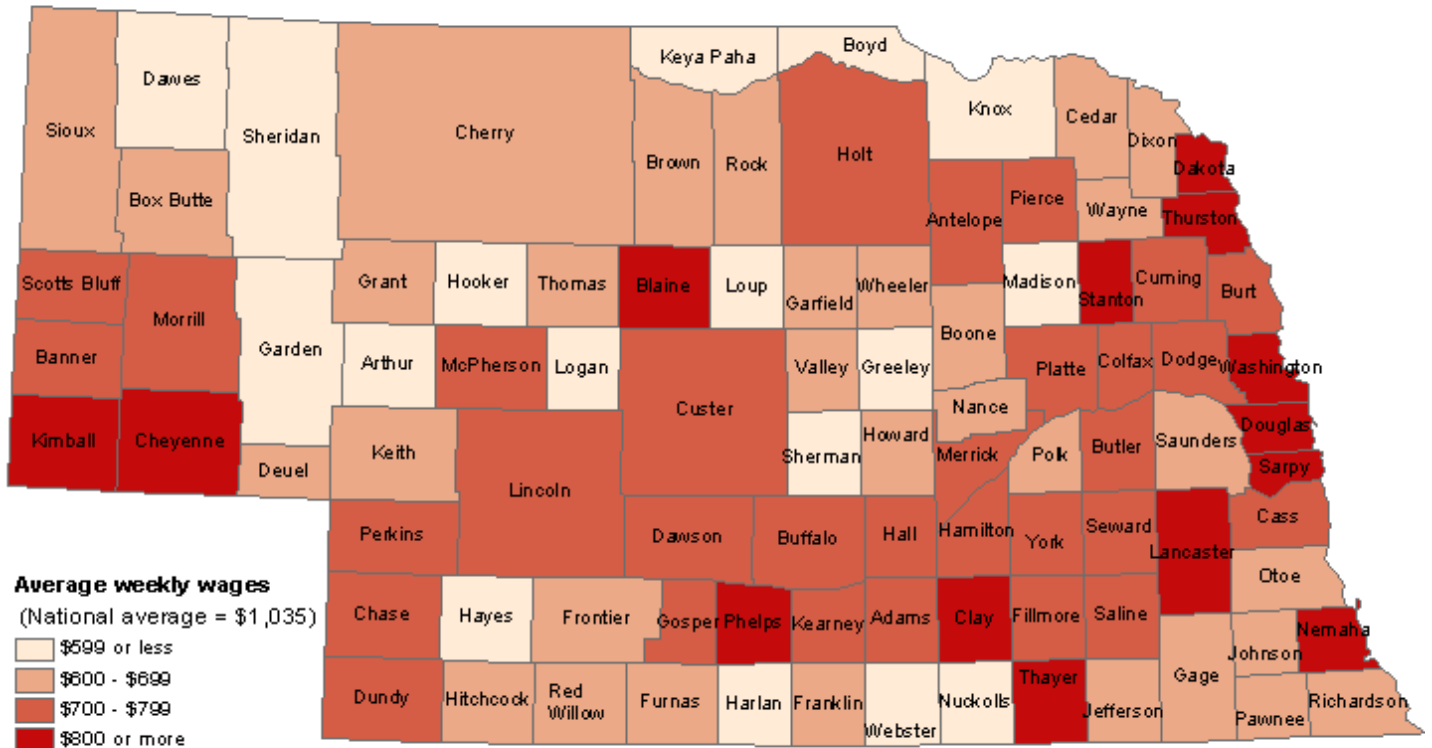 Keya Paha
Boyd
Dawes
Sheridan
Cherry
Knox
Cedar
Sioux
Dixon
Brown
Rock
Holt
Dakota
Box Butte
Pierce
Wayne
Antelope
Thurston
Scotts Bluff
Grant
Hooker
Thomas
Blaine
Loup
Garfield
Wheeler
Madison
Stanton
Cuming
Burt
Morrill
Banner
Garden
Arthur
McPherson
Logan
Valley
Greeley
Boone
Platte
Colfax
Dodge
Washington
Custer
Nance
Kimball
Cheyenne
Deuel
Keith
Sherman
Howard
Merrick
Polk
Butler
Saunders
Douglas
Sarpy
Lincoln
Perkins
Dawson
Buffalo
Hall
Hamilton
York
Seward
Lancaster
Cass
Otoe
Chase
Hayes
Frontier
Gosper
Phelps
Kearney
Adams
Clay
Fillmore
Saline
Nemaha
Johnson
Gage
Dundy
Hitchcock
Red
Willow
Furnas
Harlan
Franklin
Webster
Nuckolls
Thayer
Jefferson
Pawnee
Richardson
Average weekly wages
(National average = $1,035)
$599 or less
$600 - $699
$700 - $799
$800 or more